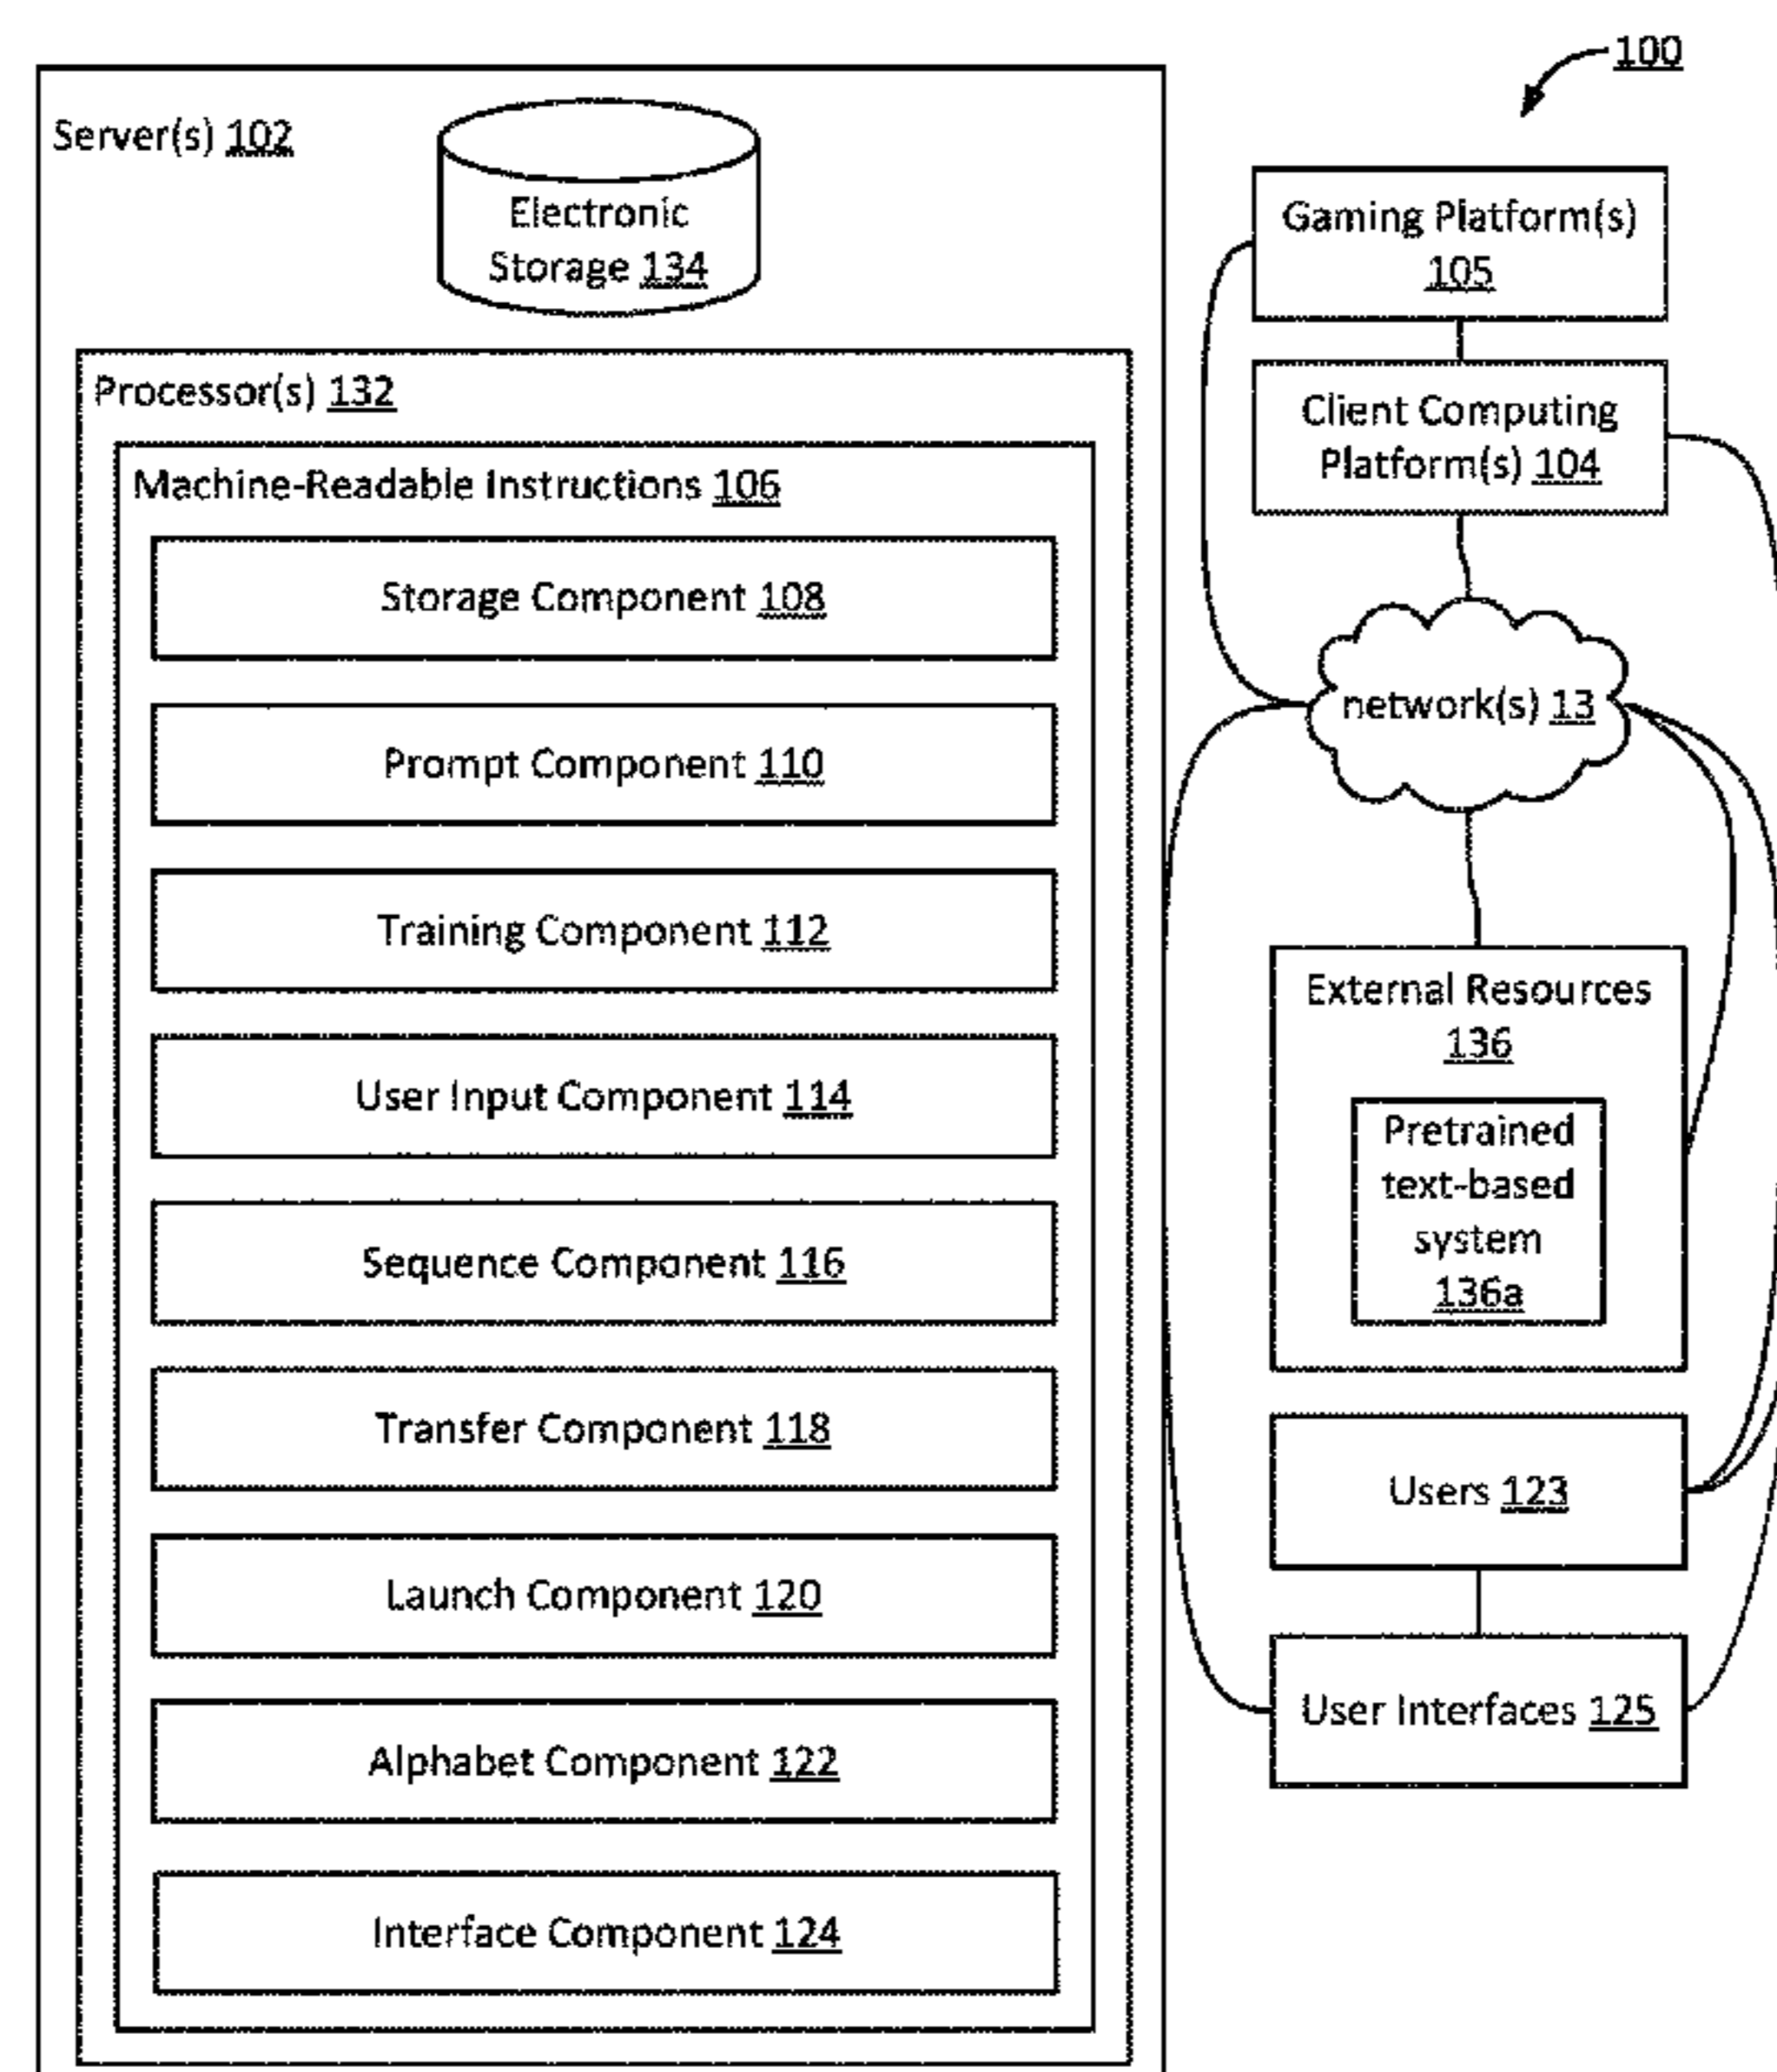 100
Server(s) 102
Electronic
Storage 134
Processor(s) 132
Machine-Readable Instructions 106
Storage Component 108
Prompt Component 110
Training Component 112
User Input Component 114
Sequence Component 116
Transfer Component 118
Launch Component 120
Alphabet Component 122
Interface Component 124
Gaming Platform(s)
105
Client Computing
Platform(s) 104
network(s) 13
External Resources
136
Pretrained
text-based
system
136a
Users 123
User Interfaces 125